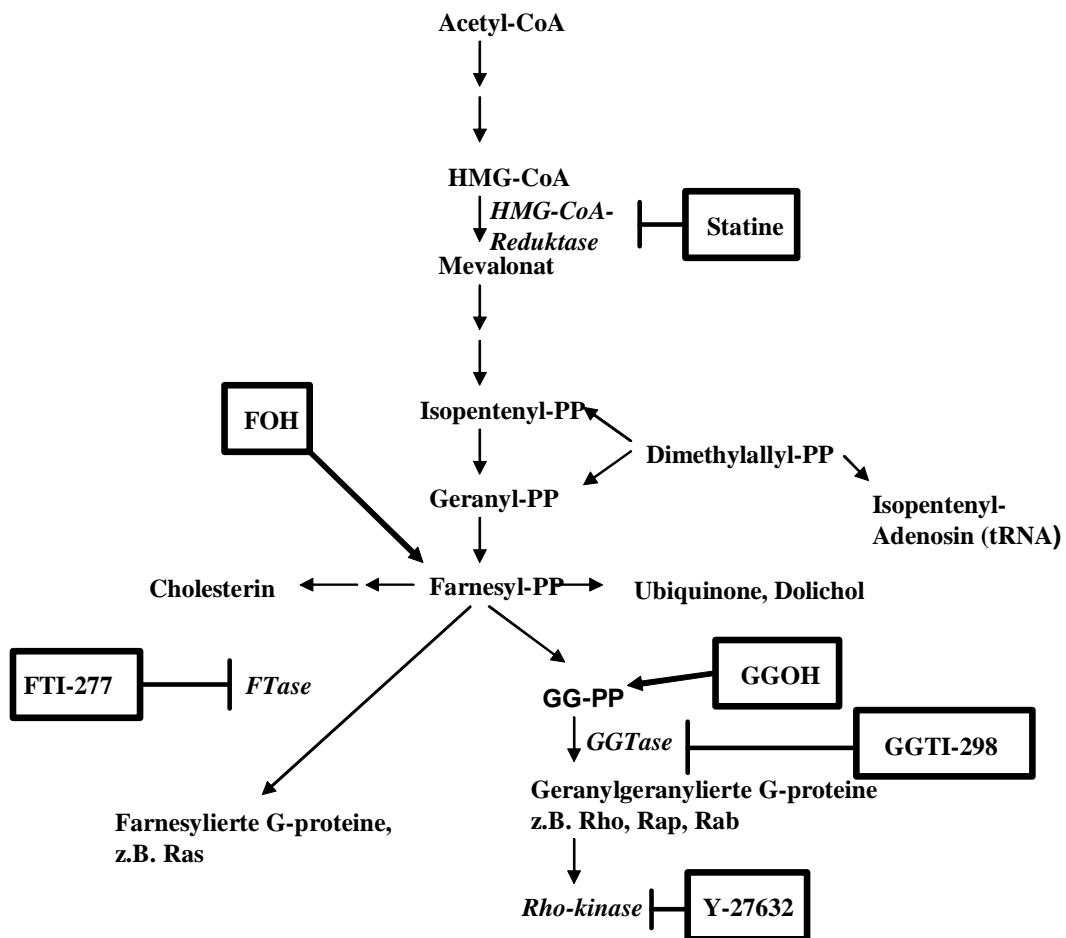 Acetyl-CoA
HMG-CoA
HMG-CoA-
Reduktase
Statine
Mevalonat
FOH
Isopentenyl-PP
Dimethylallyl-PP
Geranyl-PP
Isopentenyl-
Adenosin (tRNA)
Cholesterin
Farnesyl-PP
Ubiquinone, Dolichol
FTI-277
FTase
GG-PP
GGOH
GGTase
GGTI-298
Geranylgeranylierte G-proteine
z.B. Rho, Rap, Rab
Farnesylierte G-proteine,
z.B. Ras
Rho-kinase
Y-27632